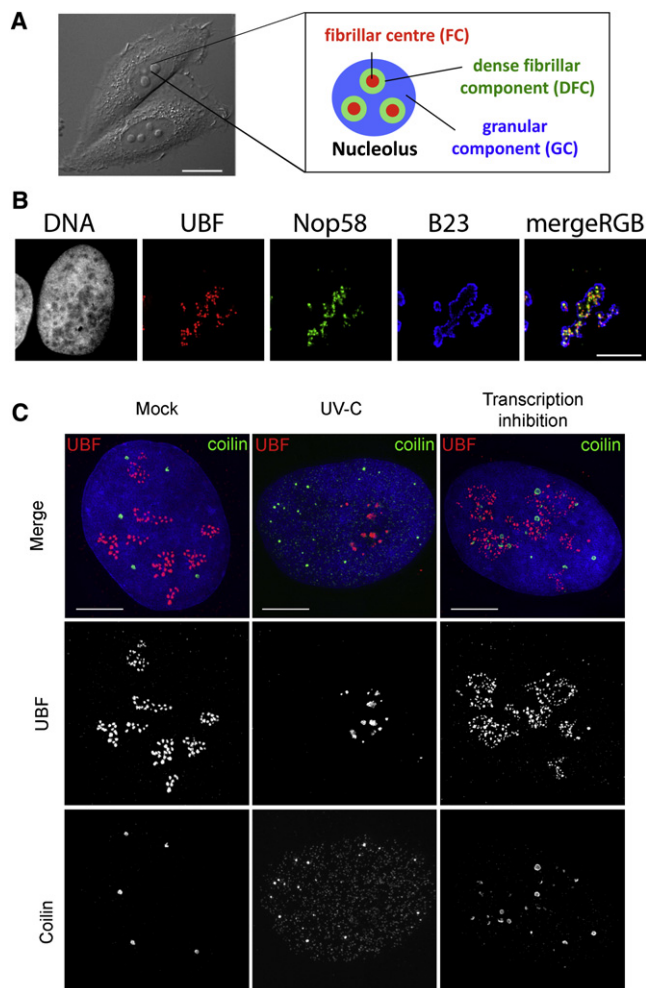 A
fibrillar centre (FC)
dense fibrillar
component (DFC)
granular
component (GC)
Nucleolus
B
DNA UBF Nop58 B23 mergeRGB
C
Mock UV-C Transcription
inhibition
Merge
UBF coilin UBF coilin UBF coilin
UBF
Coilin